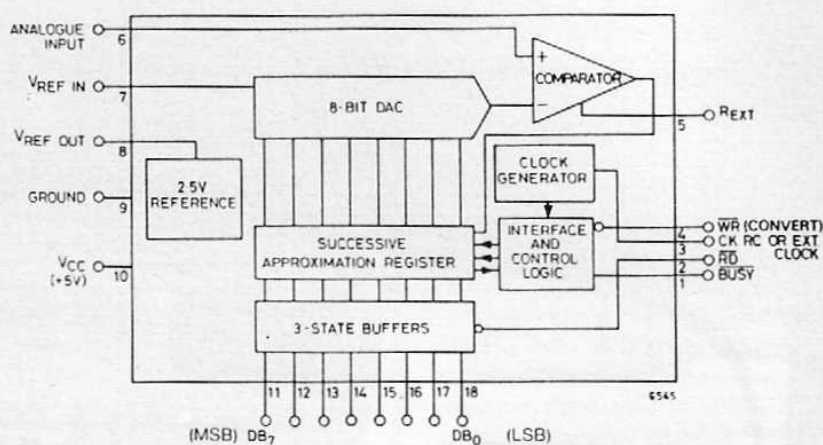 ANALOGUE
INPUT
6
VREF IN
7
VREF OUT
8
GROUND
9
VCC
(+5V)
10
8-BIT DAC
+
COMPARATOR
−
5
REXT
2.5V
REFERENCE
CLOCK
GENERATOR
SUCCESSIVE
APPROXIMATION REGISTER
INTERFACE
AND
CONTROL
LOGIC
4
WR (CONVERT)
3
CK RC OR EXT
CLOCK
2
RD
1
BUSY
3-STATE BUFFERS
11 12 13 14 15 16 17 18
6545
(MSB) DB7 DB0 (LSB)